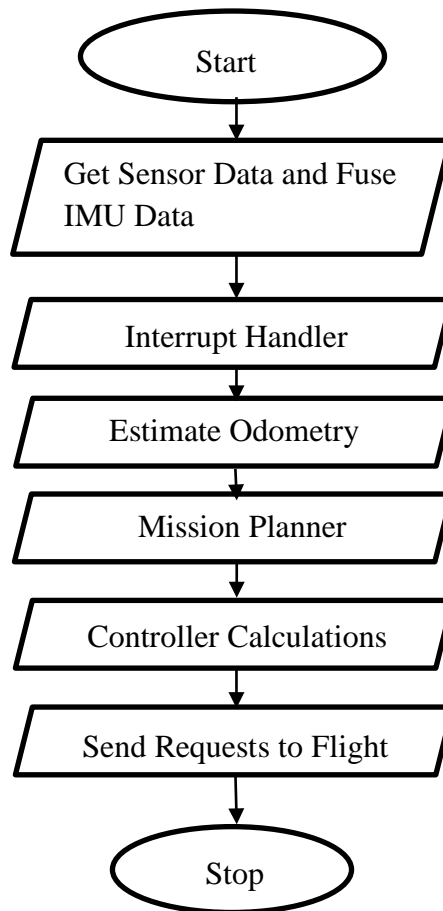 Start
Get Sensor Data and Fuse
IMU Data
Interrupt Handler
Estimate Odometry
Mission Planner
Controller Calculations
Send Requests to Flight
Stop